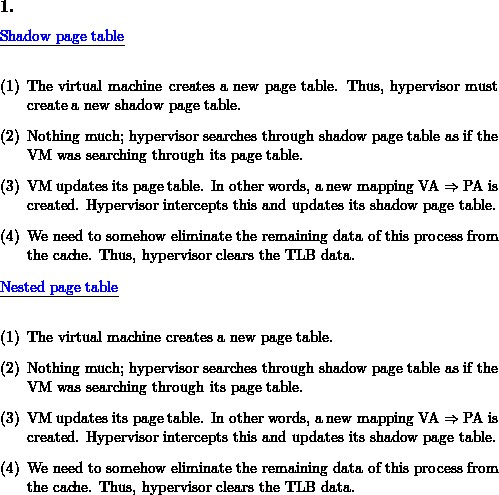 1.
Shadow page table
(1) The virtual machine creates a new page table. Thus, hypervisor must
create a new shadow page table.
(2) Nothing much; hypervisor searches through shadow page table as if the
VM was searching through its page table.
(3) VM updates its page table. In other words, a new mapping VA ⇒ PA is
created. Hypervisor intercepts this and updates its shadow page table.
(4) We need to somehow eliminate the remaining data of this process from
the cache. Thus, hypervisor clears the TLB data.
Nested page table
(1) The virtual machine creates a new page table.
(2) Nothing much; hypervisor searches through shadow page table as if the
VM was searching through its page table.
(3) VM updates its page table. In other words, a new mapping VA ⇒ PA is
created. Hypervisor intercepts this and updates its shadow page table.
(4) We need to somehow eliminate the remaining data of this process from
the cache. Thus, hypervisor clears the TLB data.